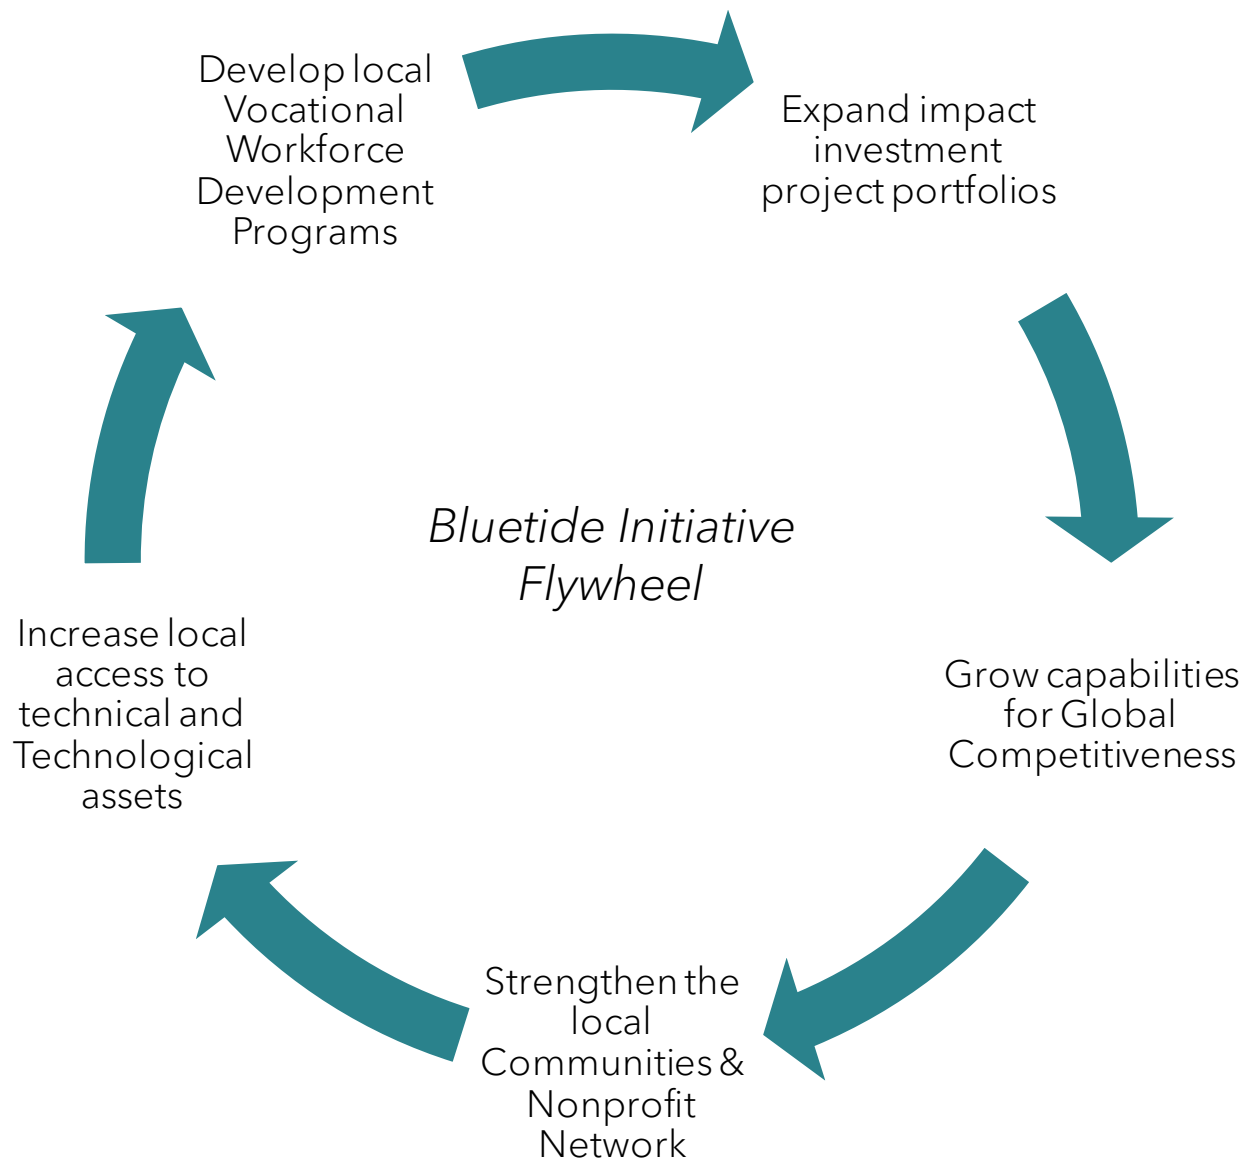 Develop local
Vocational
Workforce
Development
Programs
Expand impact
investment
project portfolios
Bluetide Initiative
Flywheel
Increase local
access to
technical and
Technological
assets
Grow capabilities
for Global
Competitiveness
Strengthen the
local
Communities &
Nonprofit
Network